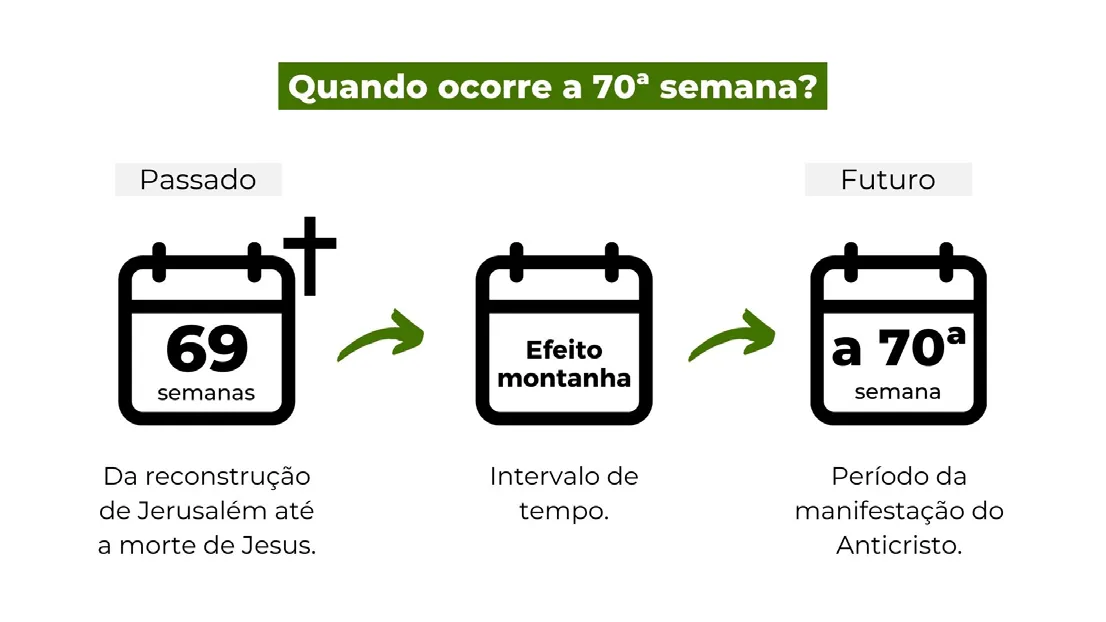 Quando ocorre a 70ª semana?
Passado
Futuro
69
semanas
Efeito
montanha
a 70ª
semana
Da reconstrução
de Jerusalém até
a morte de Jesus.
Intervalo de
tempo.
Período da
manifestação do
Anticristo.